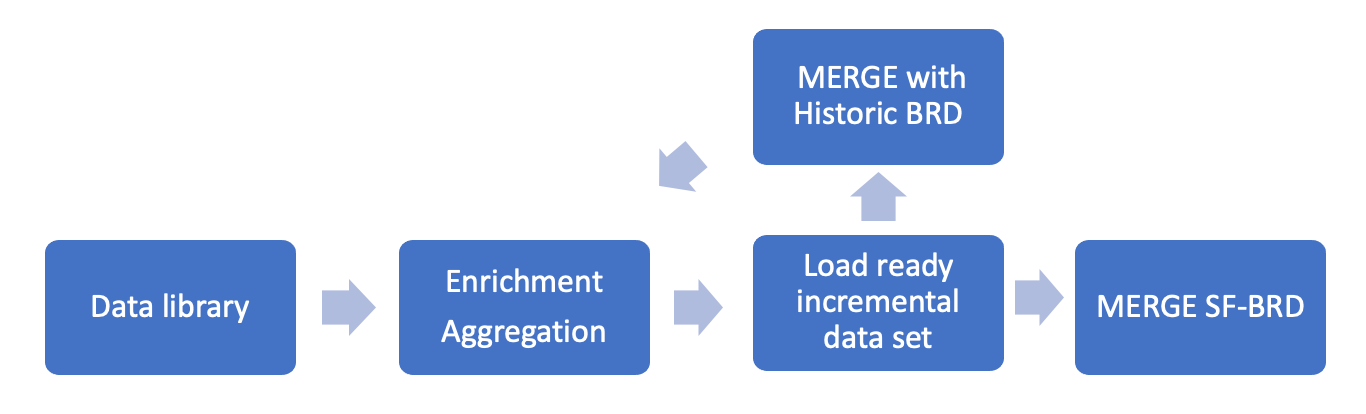 MERGE with
Historic BRD
Data library
Enrichment
Aggregation
Load ready
incremental
data set
MERGE SF-BRD